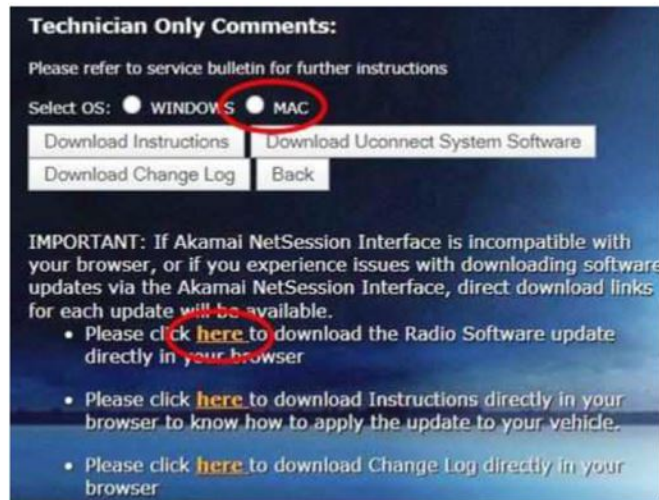 Technician Only Comments:
Please refer to service bulletin for further instructions
Select OS: WINDOWS MAC
Download Instructions Download Uconnect System Software
Download Change Log Back
IMPORTANT: If Akamai NetSession Interface is incompatible with
your browser, or if you experience issues with downloading software
updates via the Akamai NetSession Interface, direct download links
for each update will be available.
• Please click here to download the Radio Software update
directly in your browser
• Please click here to download Instructions directly in your
browser to know how to apply the update to your vehicle.
• Please click here to download Change Log directly in your
browser